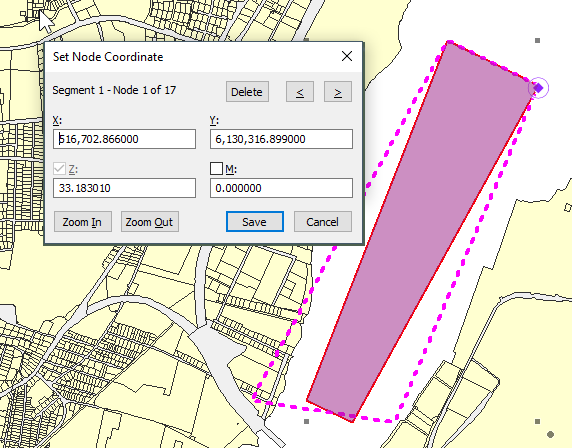 Set Node Coordinate
Segment 1 - Node 1 of 17
Delete
<
>
X:
Y:
516,702.866000
6,130,316.899000
Z:
M:
33.183010
0.000000
Zoom In
Zoom Out
Save
Cancel